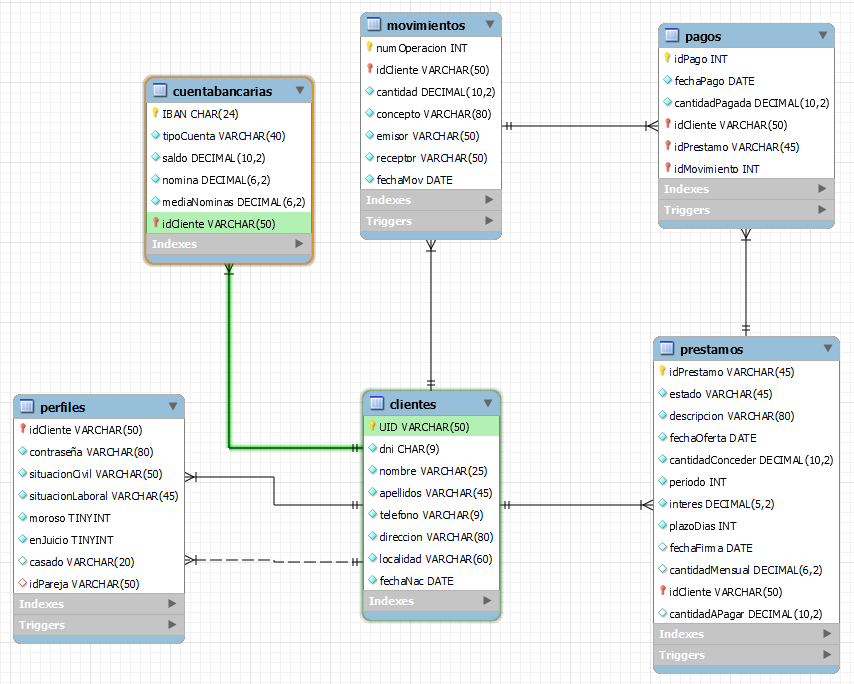 cuentabancarias
IBAN CHAR(24)
tipoCuenta VARCHAR(40)
saldo DECIMAL(10,2)
nomina DECIMAL(6,2)
mediaNominas DECIMAL(6,2)
idCliente VARCHAR(50)
Indexes
movimientos
numOperacion INT
idCliente VARCHAR(50)
cantidad DECIMAL(10,2)
concepto VARCHAR(80)
emisor VARCHAR(50)
receptor VARCHAR(50)
fechaMov DATE
Indexes
Triggers
pagos
idPago INT
fechaPago DATE
cantidadPagada DECIMAL(10,2)
idCliente VARCHAR(50)
idPrestamo VARCHAR(45)
idMovimiento INT
Indexes
Triggers
perfiles
idCliente VARCHAR(50)
contraseña VARCHAR(80)
situacionCivil VARCHAR(50)
situacionLaboral VARCHAR(45)
moroso TINYINT
enJuicio TINYINT
casado VARCHAR(20)
idPareja VARCHAR(50)
Indexes
Triggers
clientes
UID VARCHAR(50)
dni CHAR(9)
nombre VARCHAR(25)
apellidos VARCHAR(45)
telefono VARCHAR(9)
direccion VARCHAR(80)
localidad VARCHAR(60)
fechaNac DATE
Indexes
prestamos
idPrestamo VARCHAR(45)
estado VARCHAR(45)
descripcion VARCHAR(80)
fechaOferta DATE
cantidadConceder DECIMAL(10,2)
periodo INT
interes DECIMAL(5,2)
plazoDias INT
fechaFirma DATE
cantidadMensual DECIMAL(6,2)
idCliente VARCHAR(50)
cantidadAPagar DECIMAL(10,2)
Indexes
Triggers